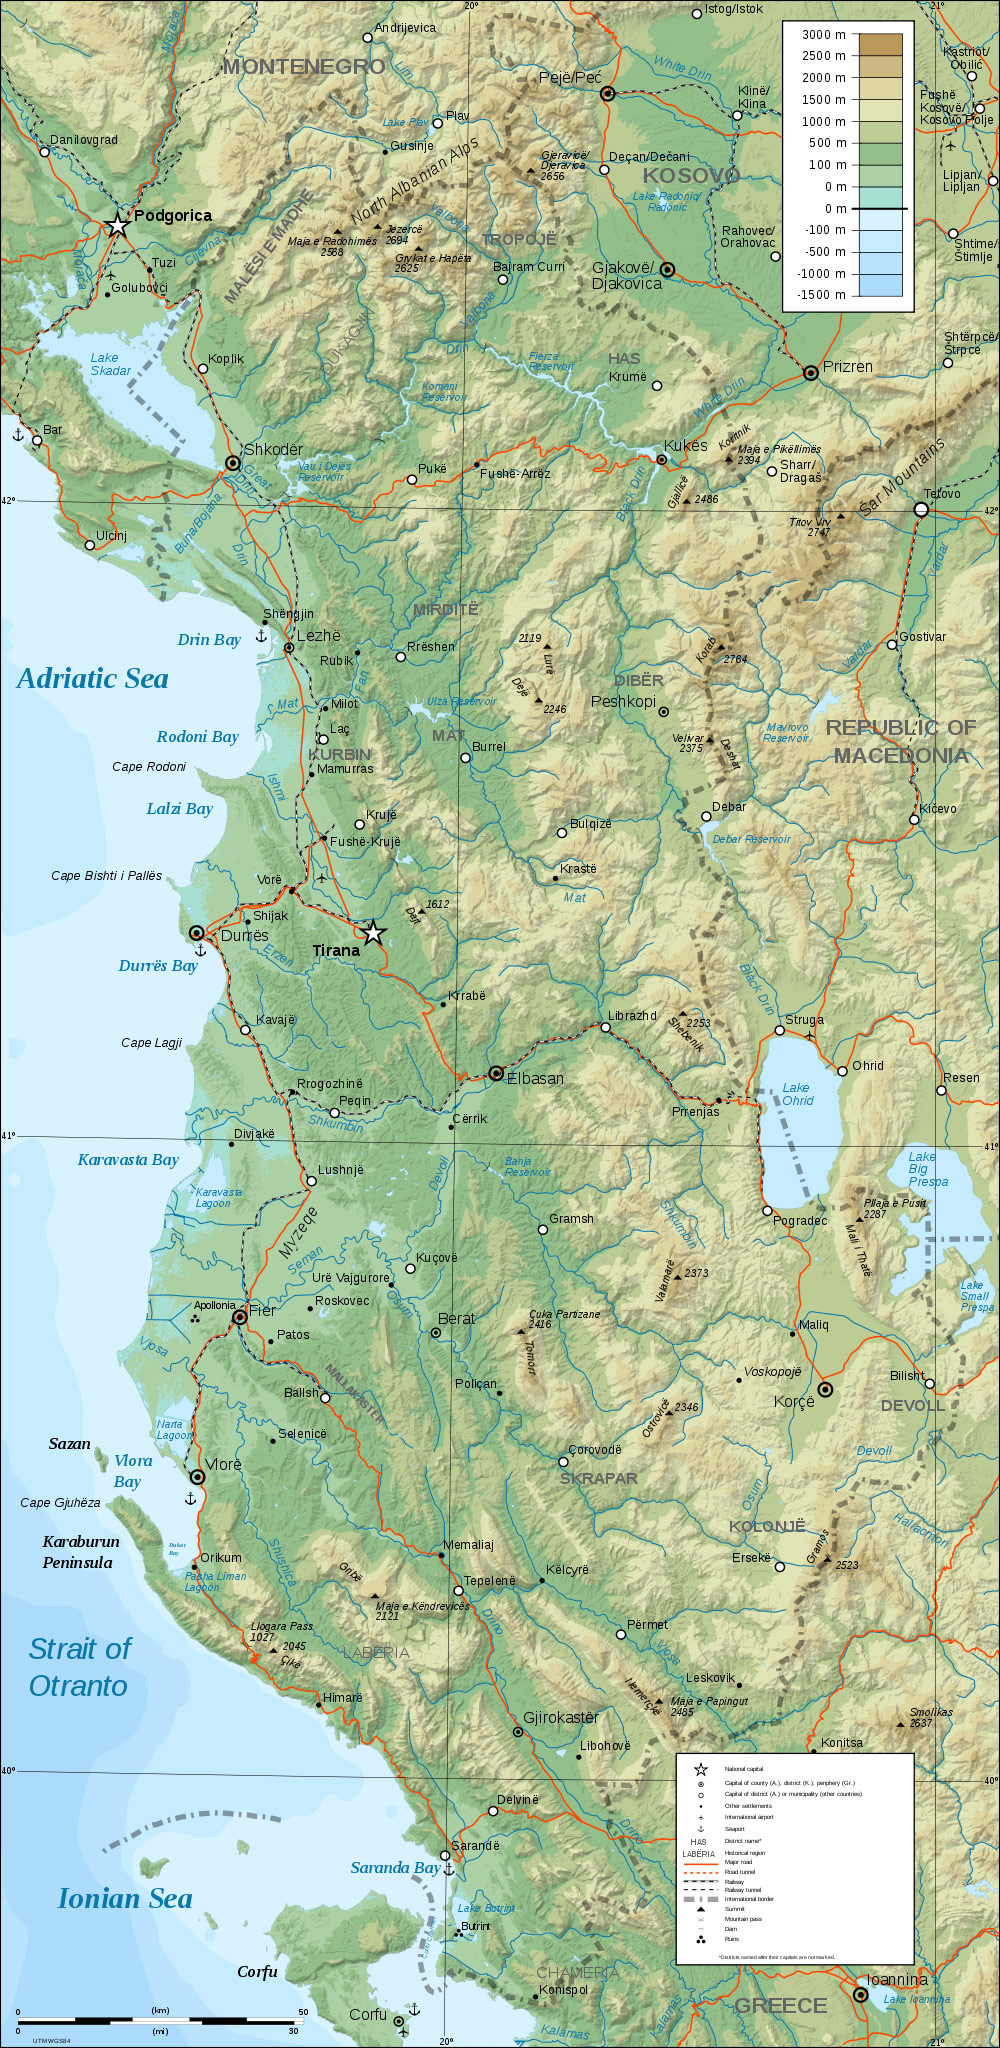 20°
21°
Istog/Istok
Andrijevica
MONTENEGRO
Morača
Lim
White Drin
Pejë/Peć
Klinë/
Klina
Kastriot/
Obilić
Fushë
Kosovë/
Kosovo Polje
3000 m
2500 m
2000 m
1500 m
1000 m
500 m
100 m
0 m
0 m
-100 m
-500 m
-1000 m
-1500 m
Lake Plav
Plav
Danilovgrad
Gusinje
Gjeravicë/
Djeravica
2656
Deçan/Dečani
KOSOVO
Lipjan/
Lipljan
Lake Radoniq/
Radonić
North Albanian Alps
Podgorica
MALËSI E MADHE
Cijevna
Valbona
Jezercë
2694
Maja e Radohimës
2568
Grykat e Hapëta
2625
TROPOJË
Rahovec/
Orahovac
Shtime/
Štimlje
Morača
Tuzi
Golubovci
Bajram Curri
Gjakovë/
Djakovica
Valbona
DUKAGJIN
Lake
Skadar
Koplik
Drin
Fierza
Reservoir
HAS
Krumë
Shtërpcë/
Štrpce
Prizren
Komani
Reservoir
White Drin
Bar
Shkodër
Great
Drin
Vau i Dejës
Reservoir
Pukë
Fushë-Arrëz
Kukës
Koritnik
Maja e Pikëllimës
2394
Sharr/
Dragaš
Šar Mountains
Tetovo
42°
42°
Gjallicë
2486
Black Drin
Titov Vrv
2747
Ulcinj
Buna/Bojana
Drin
Vardar
Shëngjin
MIRDITË
Drin Bay
Lezhë
Rubik
Rrëshen
2119
Lurë
Korab
2764
Gostivar
Vardar
Adriatic Sea
Fan
Dejë
2246
DIBËR
Peshkopi
Mat
Milot
Ulza Reservoir
Mavrovo
Reservoir
REPUBLIC OF
MACEDONIA
Rodoni Bay
Laç
KURBIN
MAT
Burrel
Velivar
2375
Deshat
Cape Rodoni
Mamurras
Lalzi Bay
Ishmi
Krujë
Bulqizë
Debar
Kičevo
Fushë-Krujë
Debar Reservoir
Cape Bishti i Pallës
Vorë
Krastë
Mat
1612
Dajt
Shijak
Durrës
Tirana
Erzen
Durrës Bay
Black Drin
Krrabë
Kavajë
Librazhd
2253
Shebenik
Struga
Cape Lagji
Ohrid
Elbasan
Resen
Rrogozhinë
Peqin
Prrenjas
Lake
Ohrid
Shkumbin
Cërrik
41°
41°
Divjakë
Karavasta Bay
Lushnjë
Devoll
Banja
Reservoir
Lake
Big
Prespa
Karavasta
Lagoon
Gramsh
Shkumbin
Pogradec
Pllaja e Pusit
2287
Mali i Thatë
Myzeqe
Seman
Kuçovë
Valamarë
2373
Urë Vajgurore
Lake
Small
Prespa
Apollonia
Fier
Roskovec
Osum
Berat
Çuka Partizane
2416
Tomorr
Maliq
Patos
Vjosa
MALLAKASTËR
Voskopojë
Poliçan
Ballsh
Korçë
Bilisht
DEVOLL
Ostrovicë
2346
Narta
Lagoon
Selenicë
Sazan
Vlora
Bay
Vlorë
Çorovodë
SKRAPAR
Devoll
Osum
Cape Gjuhëza
Karaburun
Peninsula
Dukat
Bay
KOLONJË
Haliacmon
Memaliaj
Orikum
Pasha Liman
Lagoon
Shushica
Ersekë
Gramos
2523
Këlcyrë
Gribë
Tepelenë
Maja e Këndrevicës
2121
Llogara Pass
1027
Drino
Përmet
Strait of
Otranto
2045
Çikë
LABËRIA
Vjosa
Leskovik
Himarë
Nemërçkë
Maja e Papingut
2485
Smolikas
2637
Gjirokastër
Konitsa
Libohovë
40°
40°
Delvinë
Drino
Sarandë
Saranda Bay
Ionian Sea
Lake Butrint
Butrint
Corfu
CHAMERIA
Konispol
Corfu
Kalamas
Kalamas
GREECE
Ioannina
Lake Ioannina
National capital
Capital of county (A.), district (K.), periphery (Gr.)
Capital of district (A.) or municipality (other countries)
Other settlements
International airport
Seaport
HAS District name*
LABËRIA Historical region
Major road
Road tunnel
Railway
Railway tunnel
International border
Summit
Mountain pass
Dam
Ruins
*Districts named after their capitals are not marked.
0 (km) 50
0 (mi) 30
UTM WGS84
20°
21°